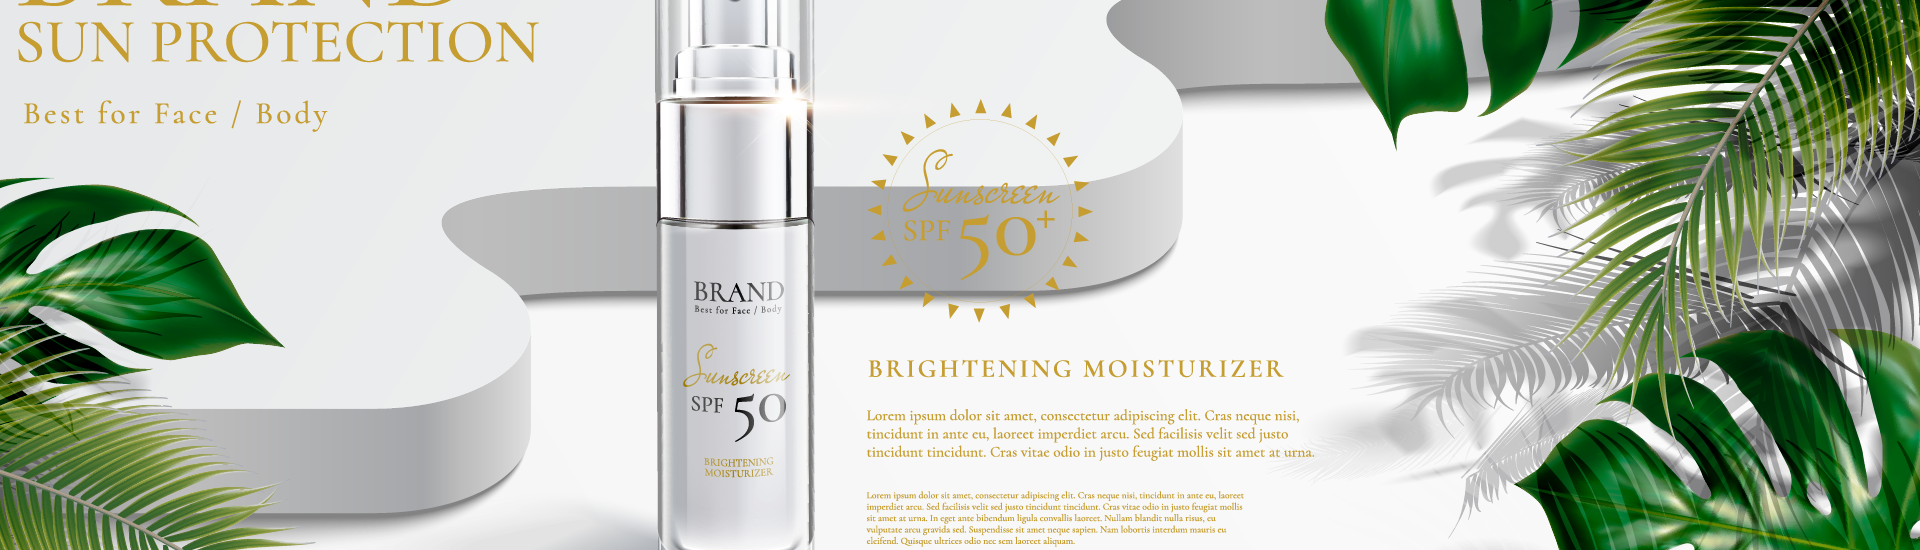 BRAND
SUN PROTECTION
Best for Face / Body
BRAND
Best for Face / Body
Sunscreen
SPF 50
BRIGHTENING
MOISTURIZER
Sunscreen
SPF 50+
BRIGHTENING MOISTURIZER
Lorem ipsum dolor sit amet, consectetur adipiscing elit. Cras neque nisi,
tincidunt in ante eu, laoreet imperdiet arcu. Sed facilisis velit sed justo
tincidunt tincidunt. Cras vitae odio in justo feugiat mollis sit amet at urna.
Lorem ipsum dolor sit amet, consectetur adipiscing elit. Cras neque nisi, tincidunt in ante eu, laoreet
imperdiet arcu. Sed facilisis velit sed justo tincidunt tincidunt. Cras vitae odio in justo feugiat mollis
sit amet at urna. In eget ante bibendum ligula convallis laoreet. Nullam blandit nulla risus, eu
vulputate arcu gravida sed. Suspendisse sit amet neque sapien. Nam lobortis interdum mauris eu
eleifend. Quisque ultrices odio nec sem laoreet aliquam.